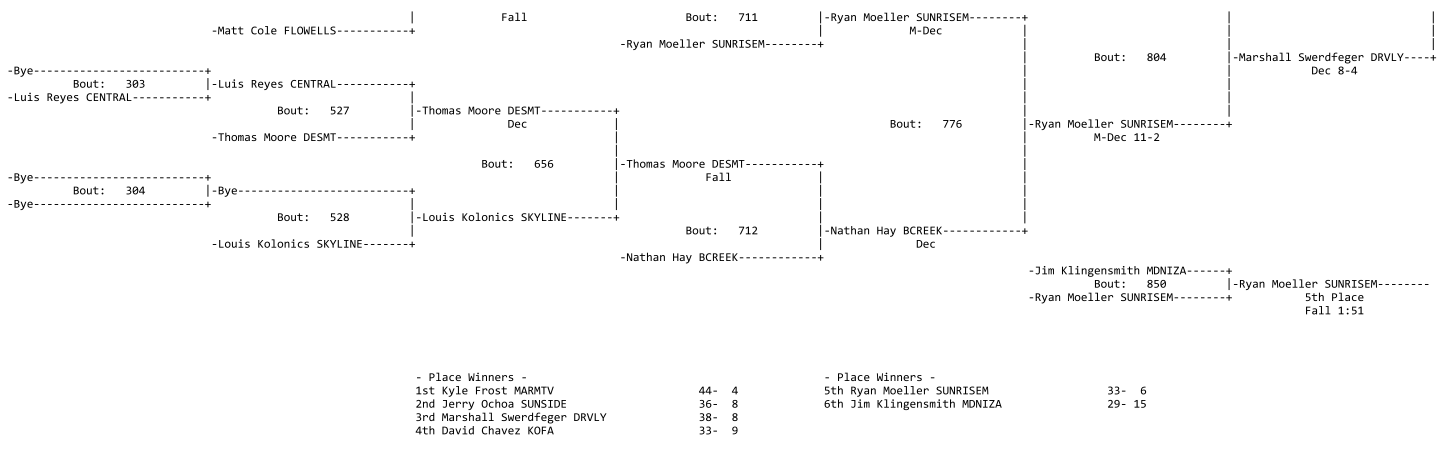 Fall Bout: 711 |-Ryan Moeller SUNRISEM--------+
-Matt Cole FLOWELLS-----------+ M-Dec
-Ryan Moeller SUNRISEM--------+
Bout: 804 |-Marshall Swerdfeger DRVLY----+
-Bye--------------------------+ Dec 8-4
Bout: 303 |-Luis Reyes CENTRAL-----------+
-Luis Reyes CENTRAL-----------+
Bout: 527 |-Thomas Moore DESMT-----------+
Dec Bout: 776 |-Ryan Moeller SUNRISEM--------+
-Thomas Moore DESMT-----------+ M-Dec 11-2
Bout: 656 |-Thomas Moore DESMT-----------+
-Bye--------------------------+ Fall
Bout: 304 |-Bye--------------------------+
-Bye--------------------------+
Bout: 528 |-Louis Kolonics SKYLINE-------+
Bout: 712 |-Nathan Hay BCREEK------------+
-Louis Kolonics SKYLINE-------+ Dec
-Nathan Hay BCREEK------------+
-Jim Klingensmith MDNIZA------+
Bout: 850 |-Ryan Moeller SUNRISEM--------
-Ryan Moeller SUNRISEM--------+ 5th Place
Fall 1:51
- Place Winners - - Place Winners -
1st Kyle Frost MARMTV 44- 4 5th Ryan Moeller SUNRISEM 33- 6
2nd Jerry Ochoa SUNSIDE 36- 8 6th Jim Klingensmith MDNIZA 29- 15
3rd Marshall Swerdfeger DRVLY 38- 8
4th David Chavez KOFA 33- 9